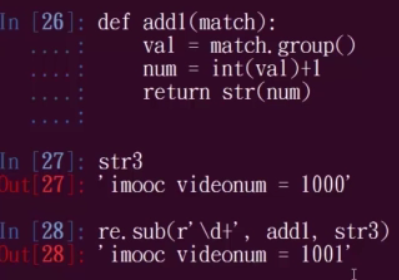 In [26]: def add1(match):
   ....:     val = match.group()
   ....:     num = int(val)+1
   ....:     return str(num)
   ....:
In [27]: str3
Out[27]: 'imooc videonum = 1000'
In [28]: re.sub(r'\d+', add1, str3)
Out[28]: 'imooc videonum = 1001'